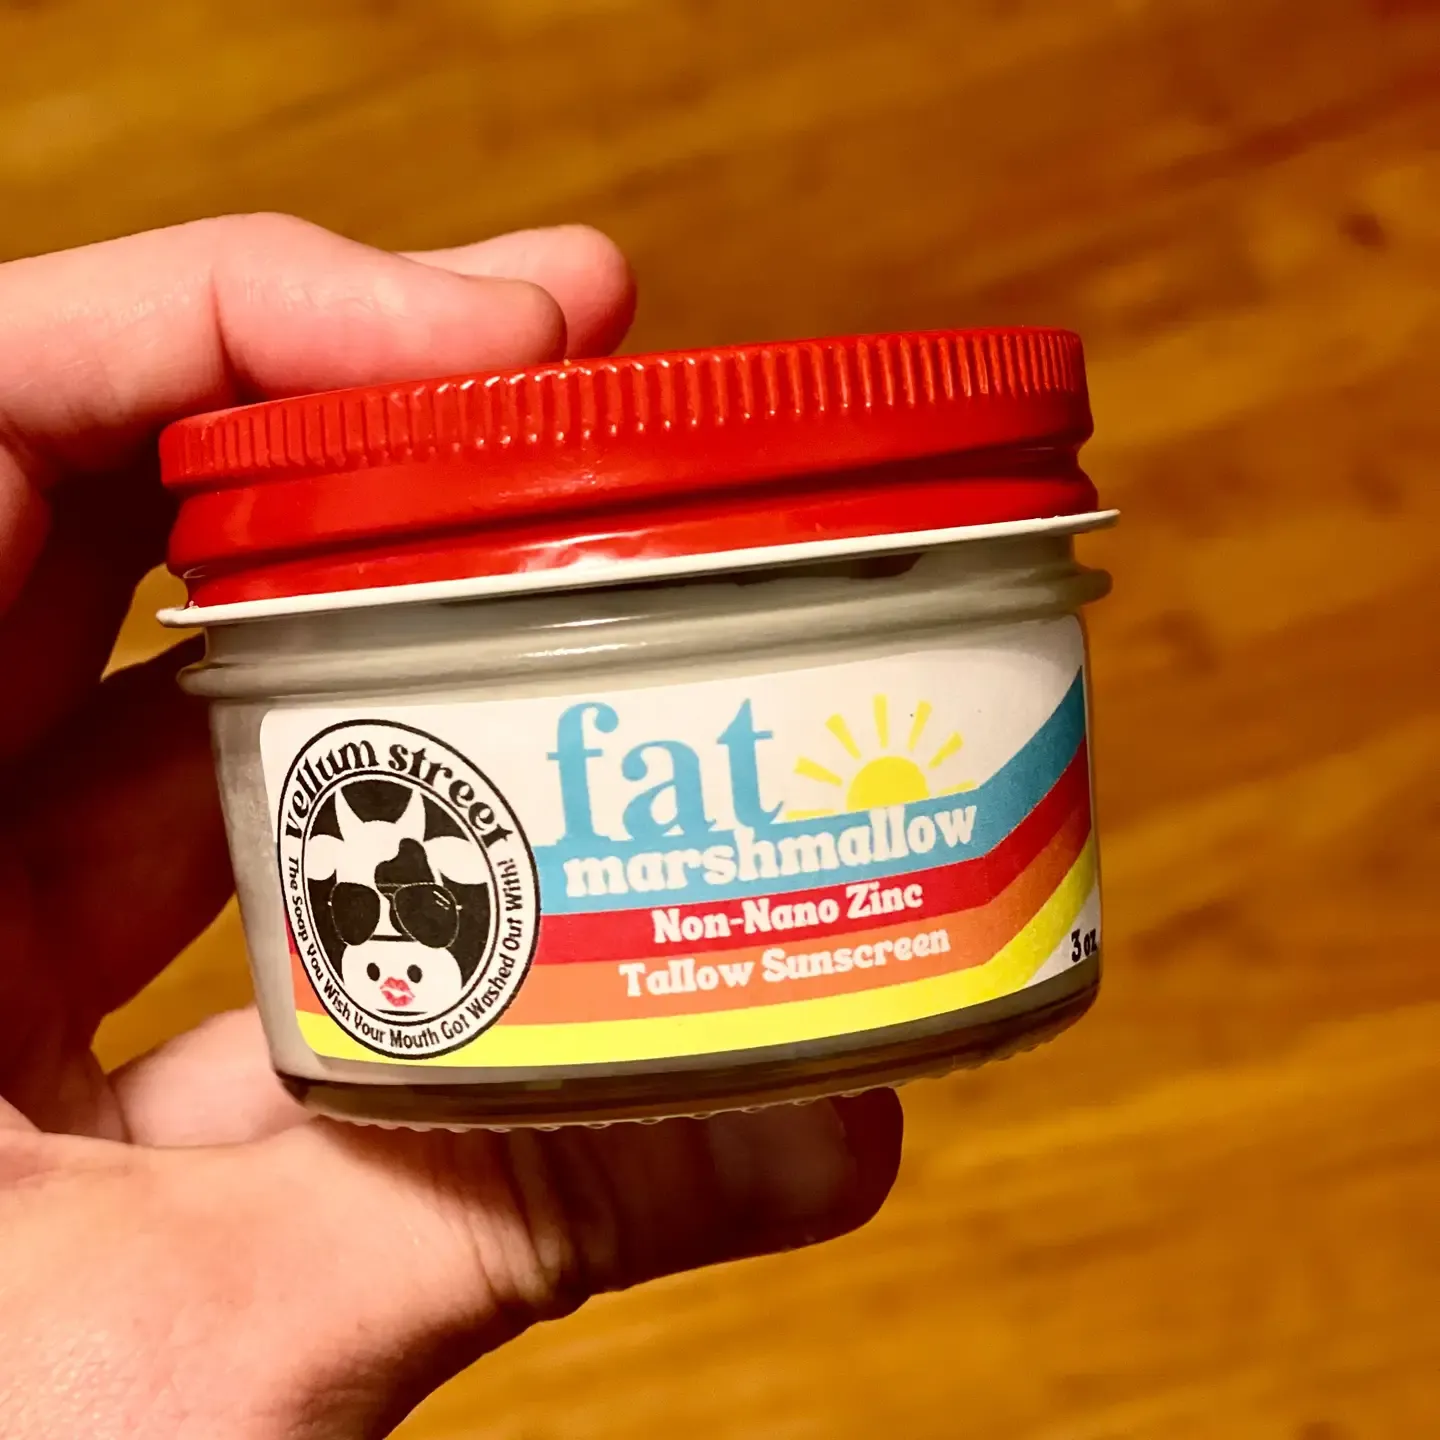 vellum street
The Soap You Wish Your Mouth Got Washed Out With!
fat
marshmallow
Non-Nano Zinc
Tallow Sunscreen
3 oz.